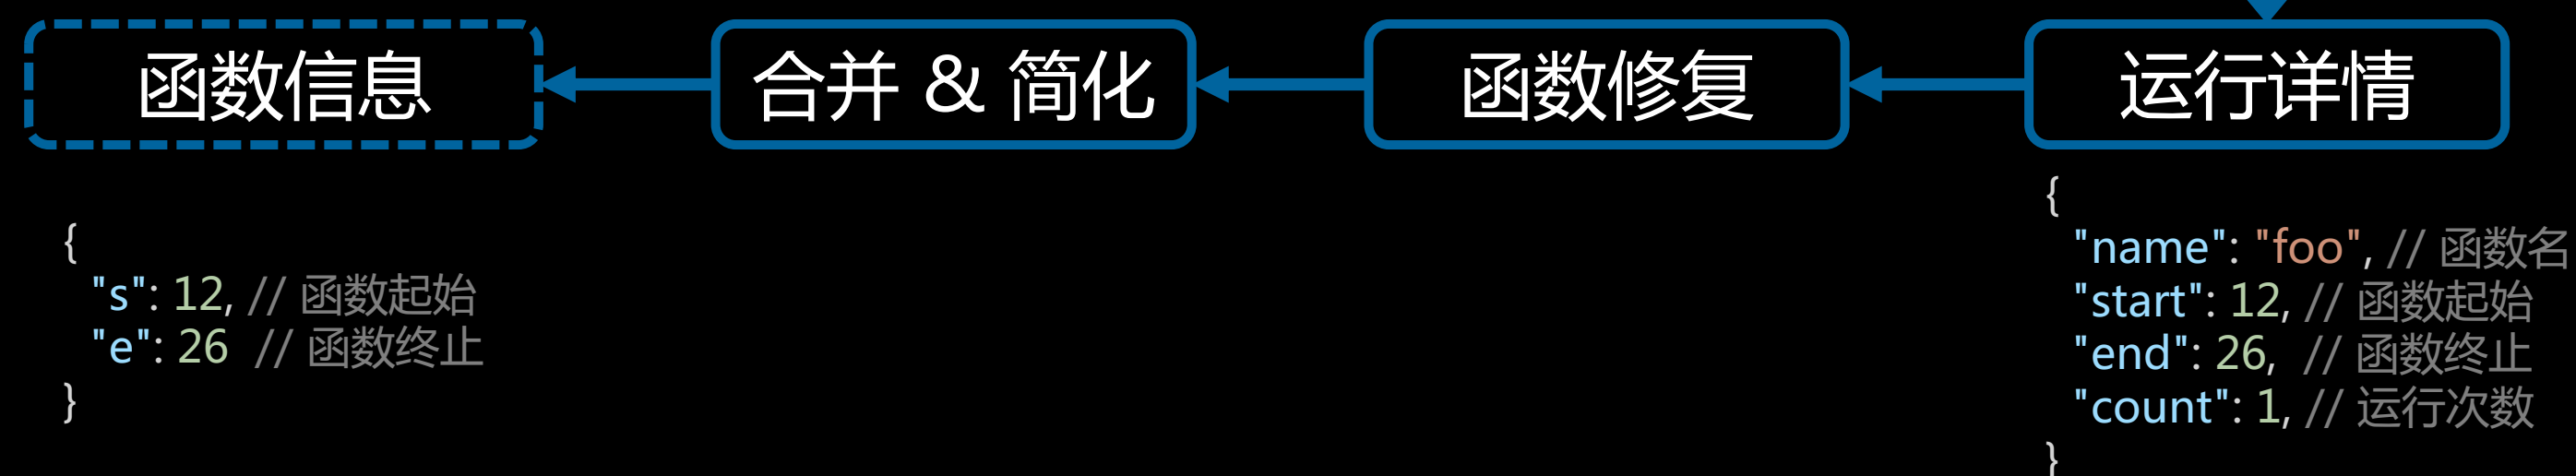 函数信息
合并 & 简化
函数修复
运行详情
{
"s": 12, // 函数起始
"e": 26 // 函数终止
}
{
"name": "foo", // 函数名
"start": 12, // 函数起始
"end": 26, // 函数终止
"count": 1, // 运行次数
}